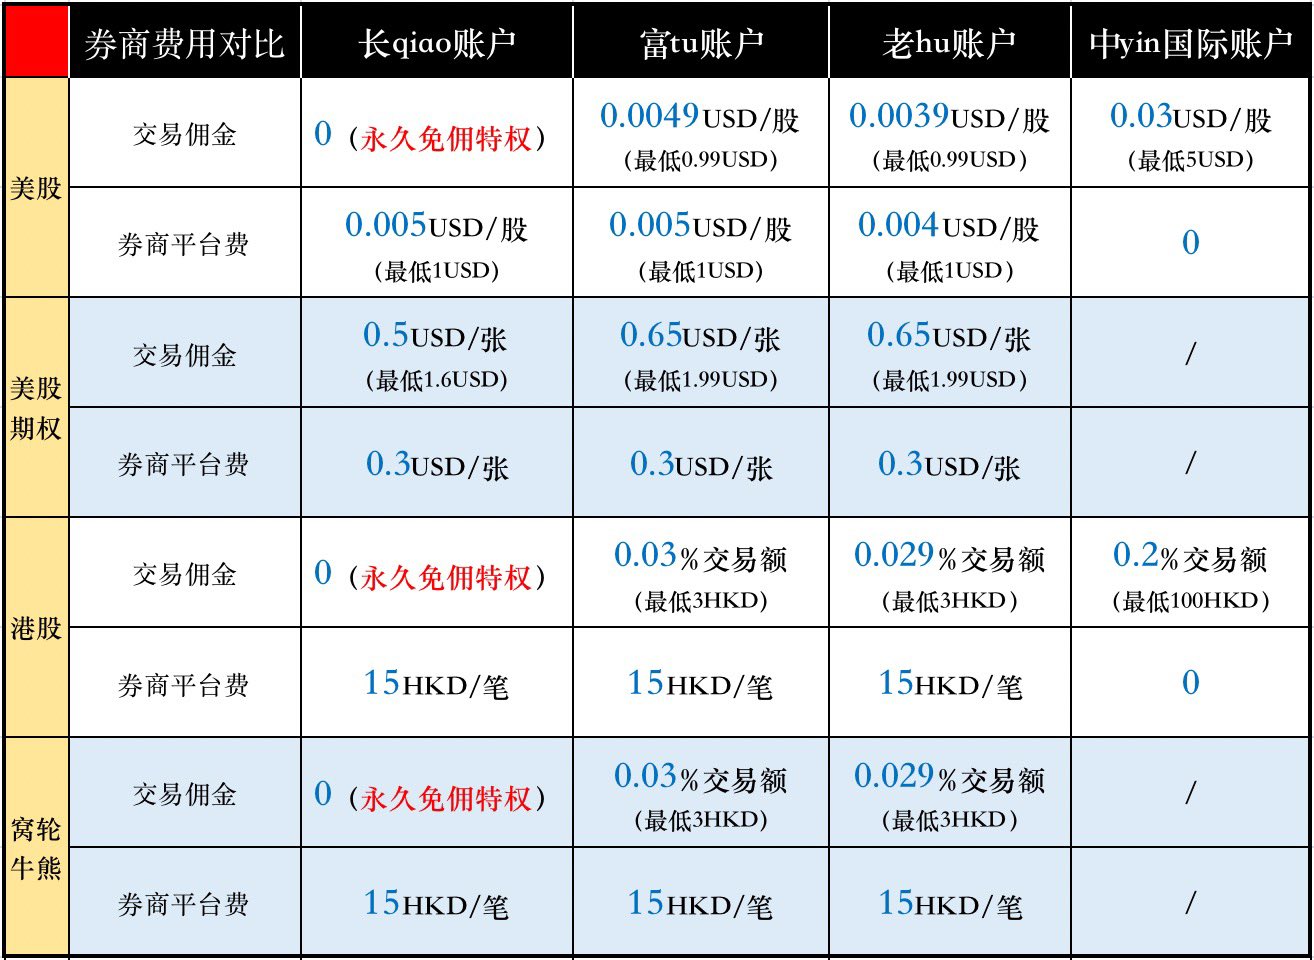 券商费用对比 长qiao账户 富tu账户 老hu账户 中yin国际账户
美股
交易佣金
0（永久免佣特权）
0.0049USD/股
（最低0.99USD）
0.0039USD/股
（最低0.99USD）
0.03USD/股
（最低5USD）
券商平台费
0.005USD/股
（最低1USD）
0.005USD/股
（最低1USD）
0.004USD/股
（最低1USD）
0
美股
期权
交易佣金
0.5USD/张
（最低1.6USD）
0.65USD/张
（最低1.99USD）
0.65USD/张
（最低1.99USD）
/
券商平台费
0.3USD/张
0.3USD/张
0.3USD/张
/
港股
交易佣金
0（永久免佣特权）
0.03%交易额
（最低3HKD）
0.029%交易额
（最低3HKD）
0.2%交易额
（最低100HKD）
券商平台费
15HKD/笔
15HKD/笔
15HKD/笔
0
窝轮
牛熊
交易佣金
0（永久免佣特权）
0.03%交易额
（最低3HKD）
0.029%交易额
（最低3HKD）
/
券商平台费
15HKD/笔
15HKD/笔
15HKD/笔
/